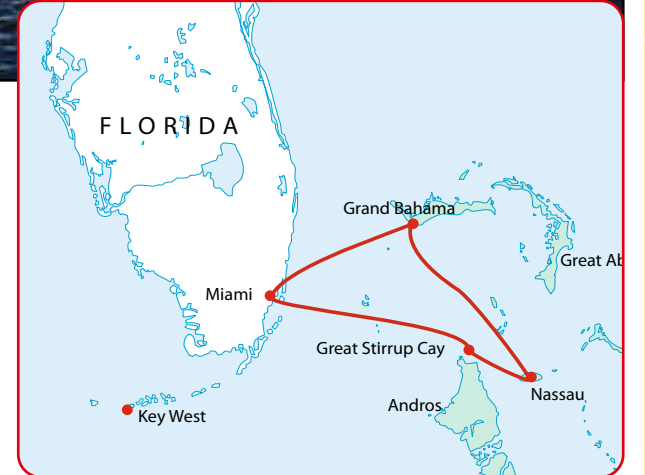 FLORIDA
Grand Bahama
Great Ab
Miami
Great Stirrup Cay
Nassau
Andros
Key West